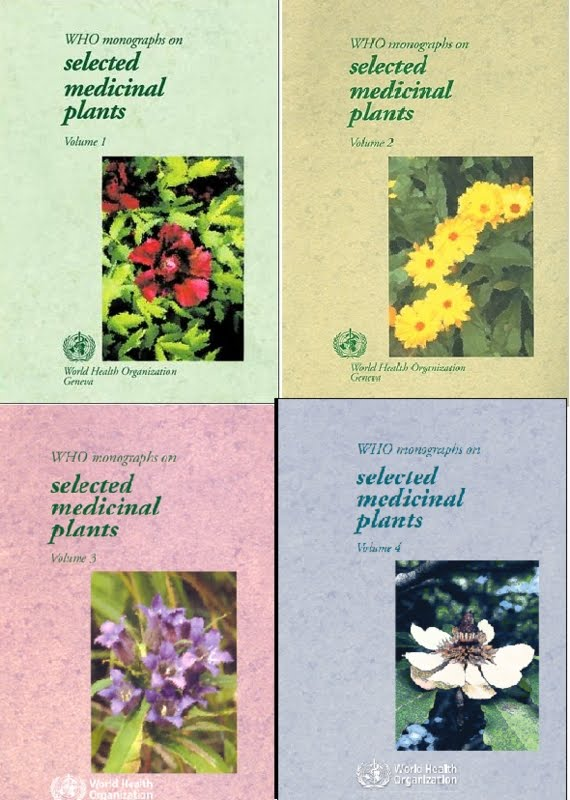 WHO monographs on
selected
medicinal
plants
Volume 1
World Health Organization
Geneva
WHO monographs on
selected
medicinal
plants
Volume 2
World Health Organization
Geneva
WHO monographs on
selected
medicinal
plants
Volume 3
World Health
Organization
WHO monographs on
selected
medicinal
plants
Volume 4
World Health
Organization